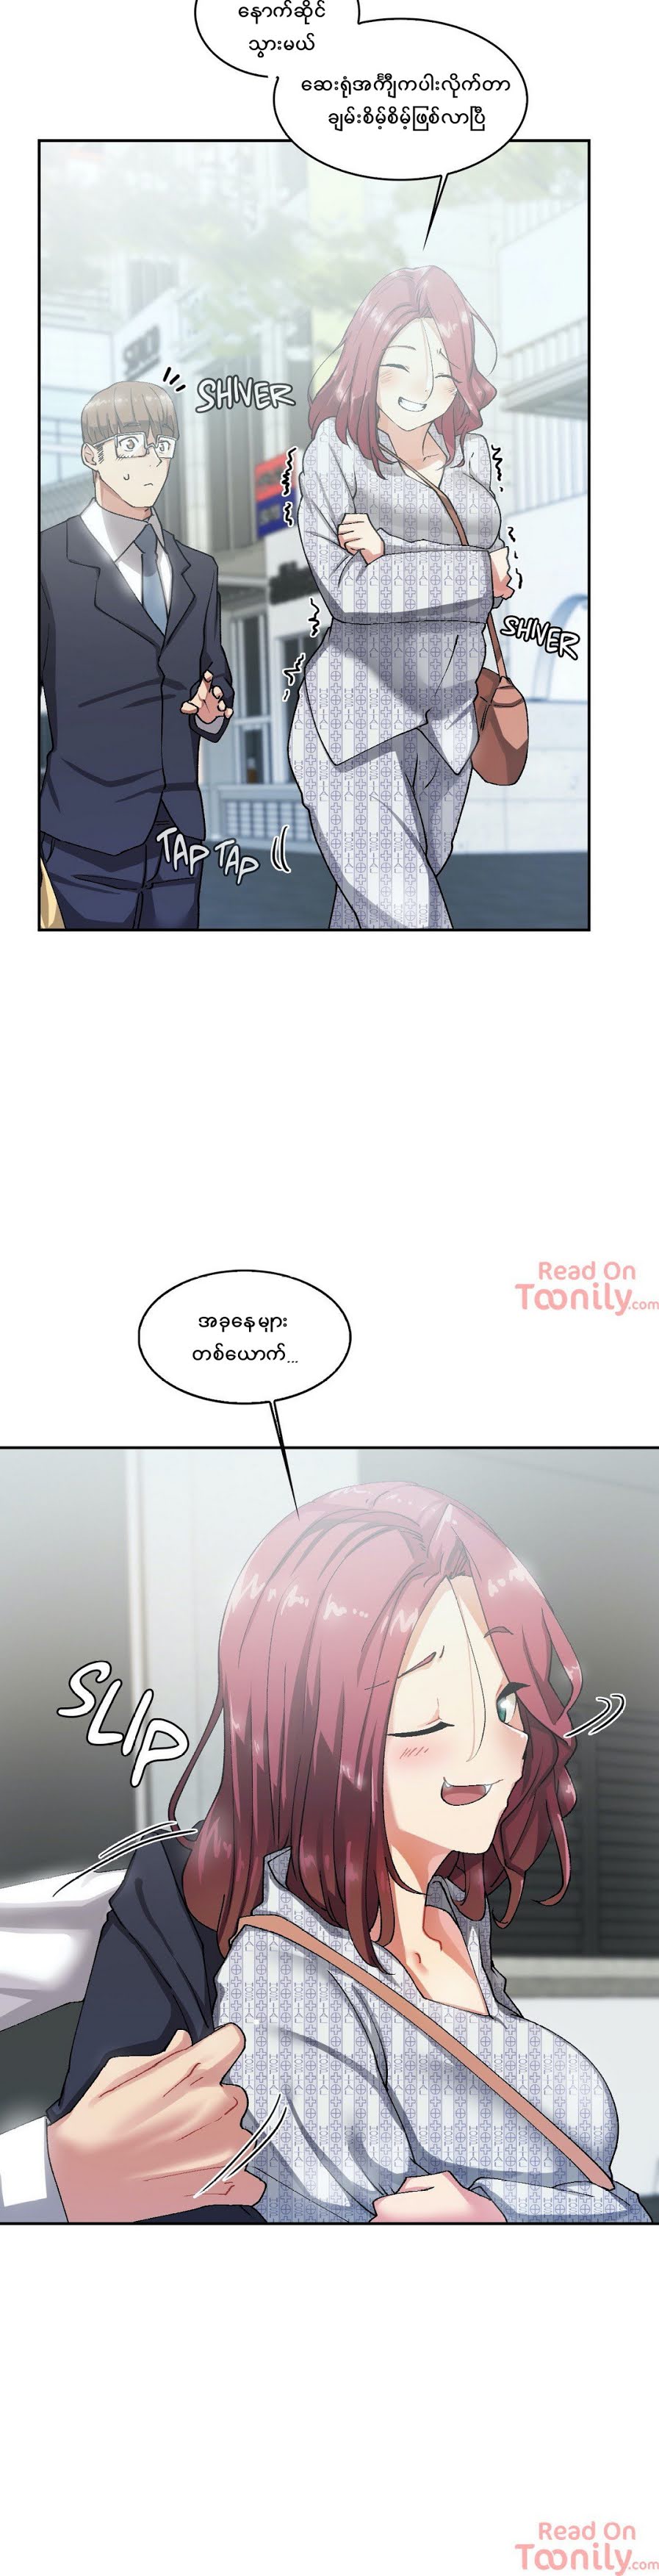 နောက်ဆိုင်
သွားမယ်
ဆေးရုံအင်္ကျီကပါးလိုက်တာ
ချမ်းစိမ့်စိမ့်ဖြစ်လာပြီ
SHIVER
SHIVER
TAP TAP
Read On
Toonily.com
အခုနေများ
တစ်ယောက်...
SLIP
Read On
Toonily.com